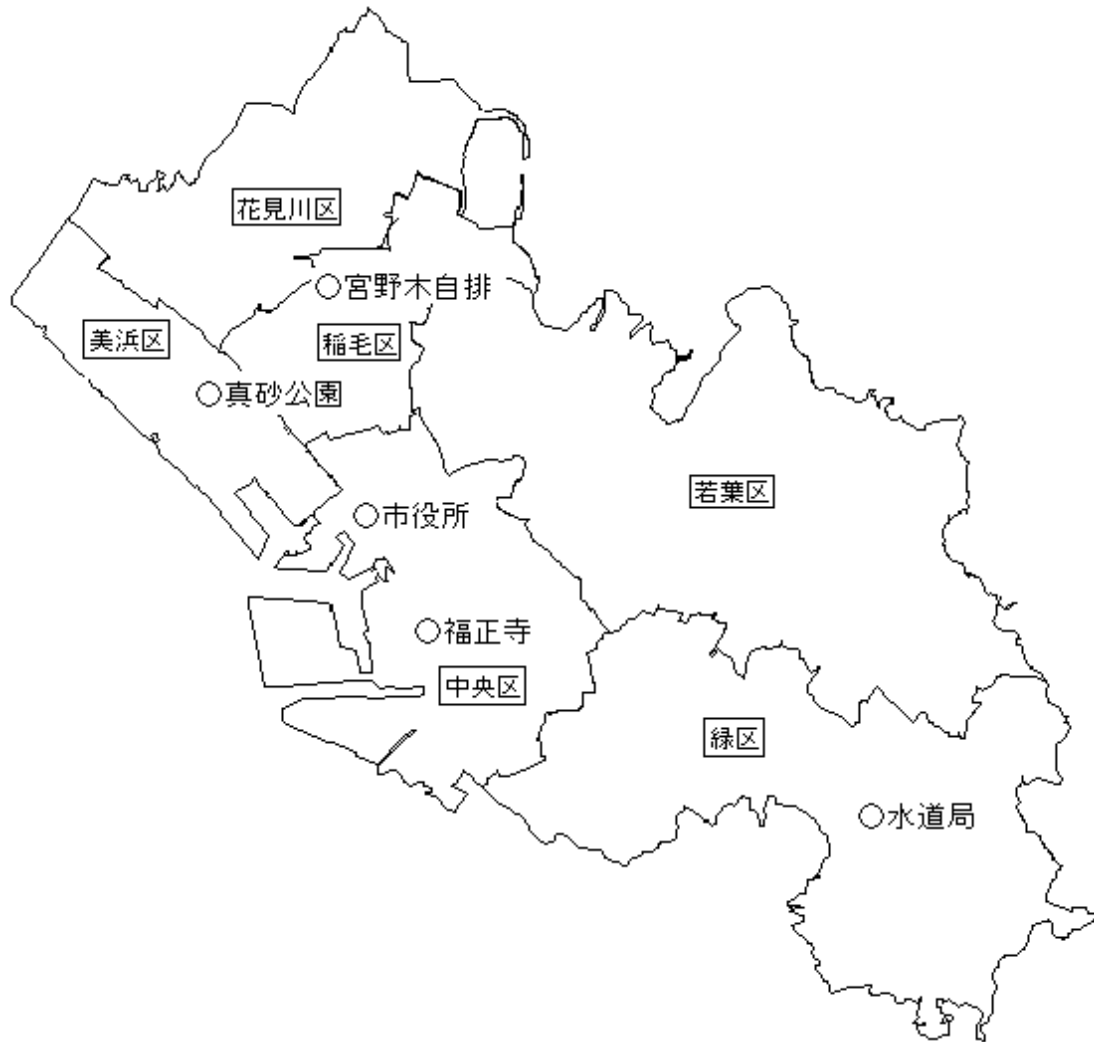 花見川区
○宮野木自排
美浜区
稲毛区
○真砂公園
若葉区
○市役所
○福正寺
中央区
緑区
○水道局